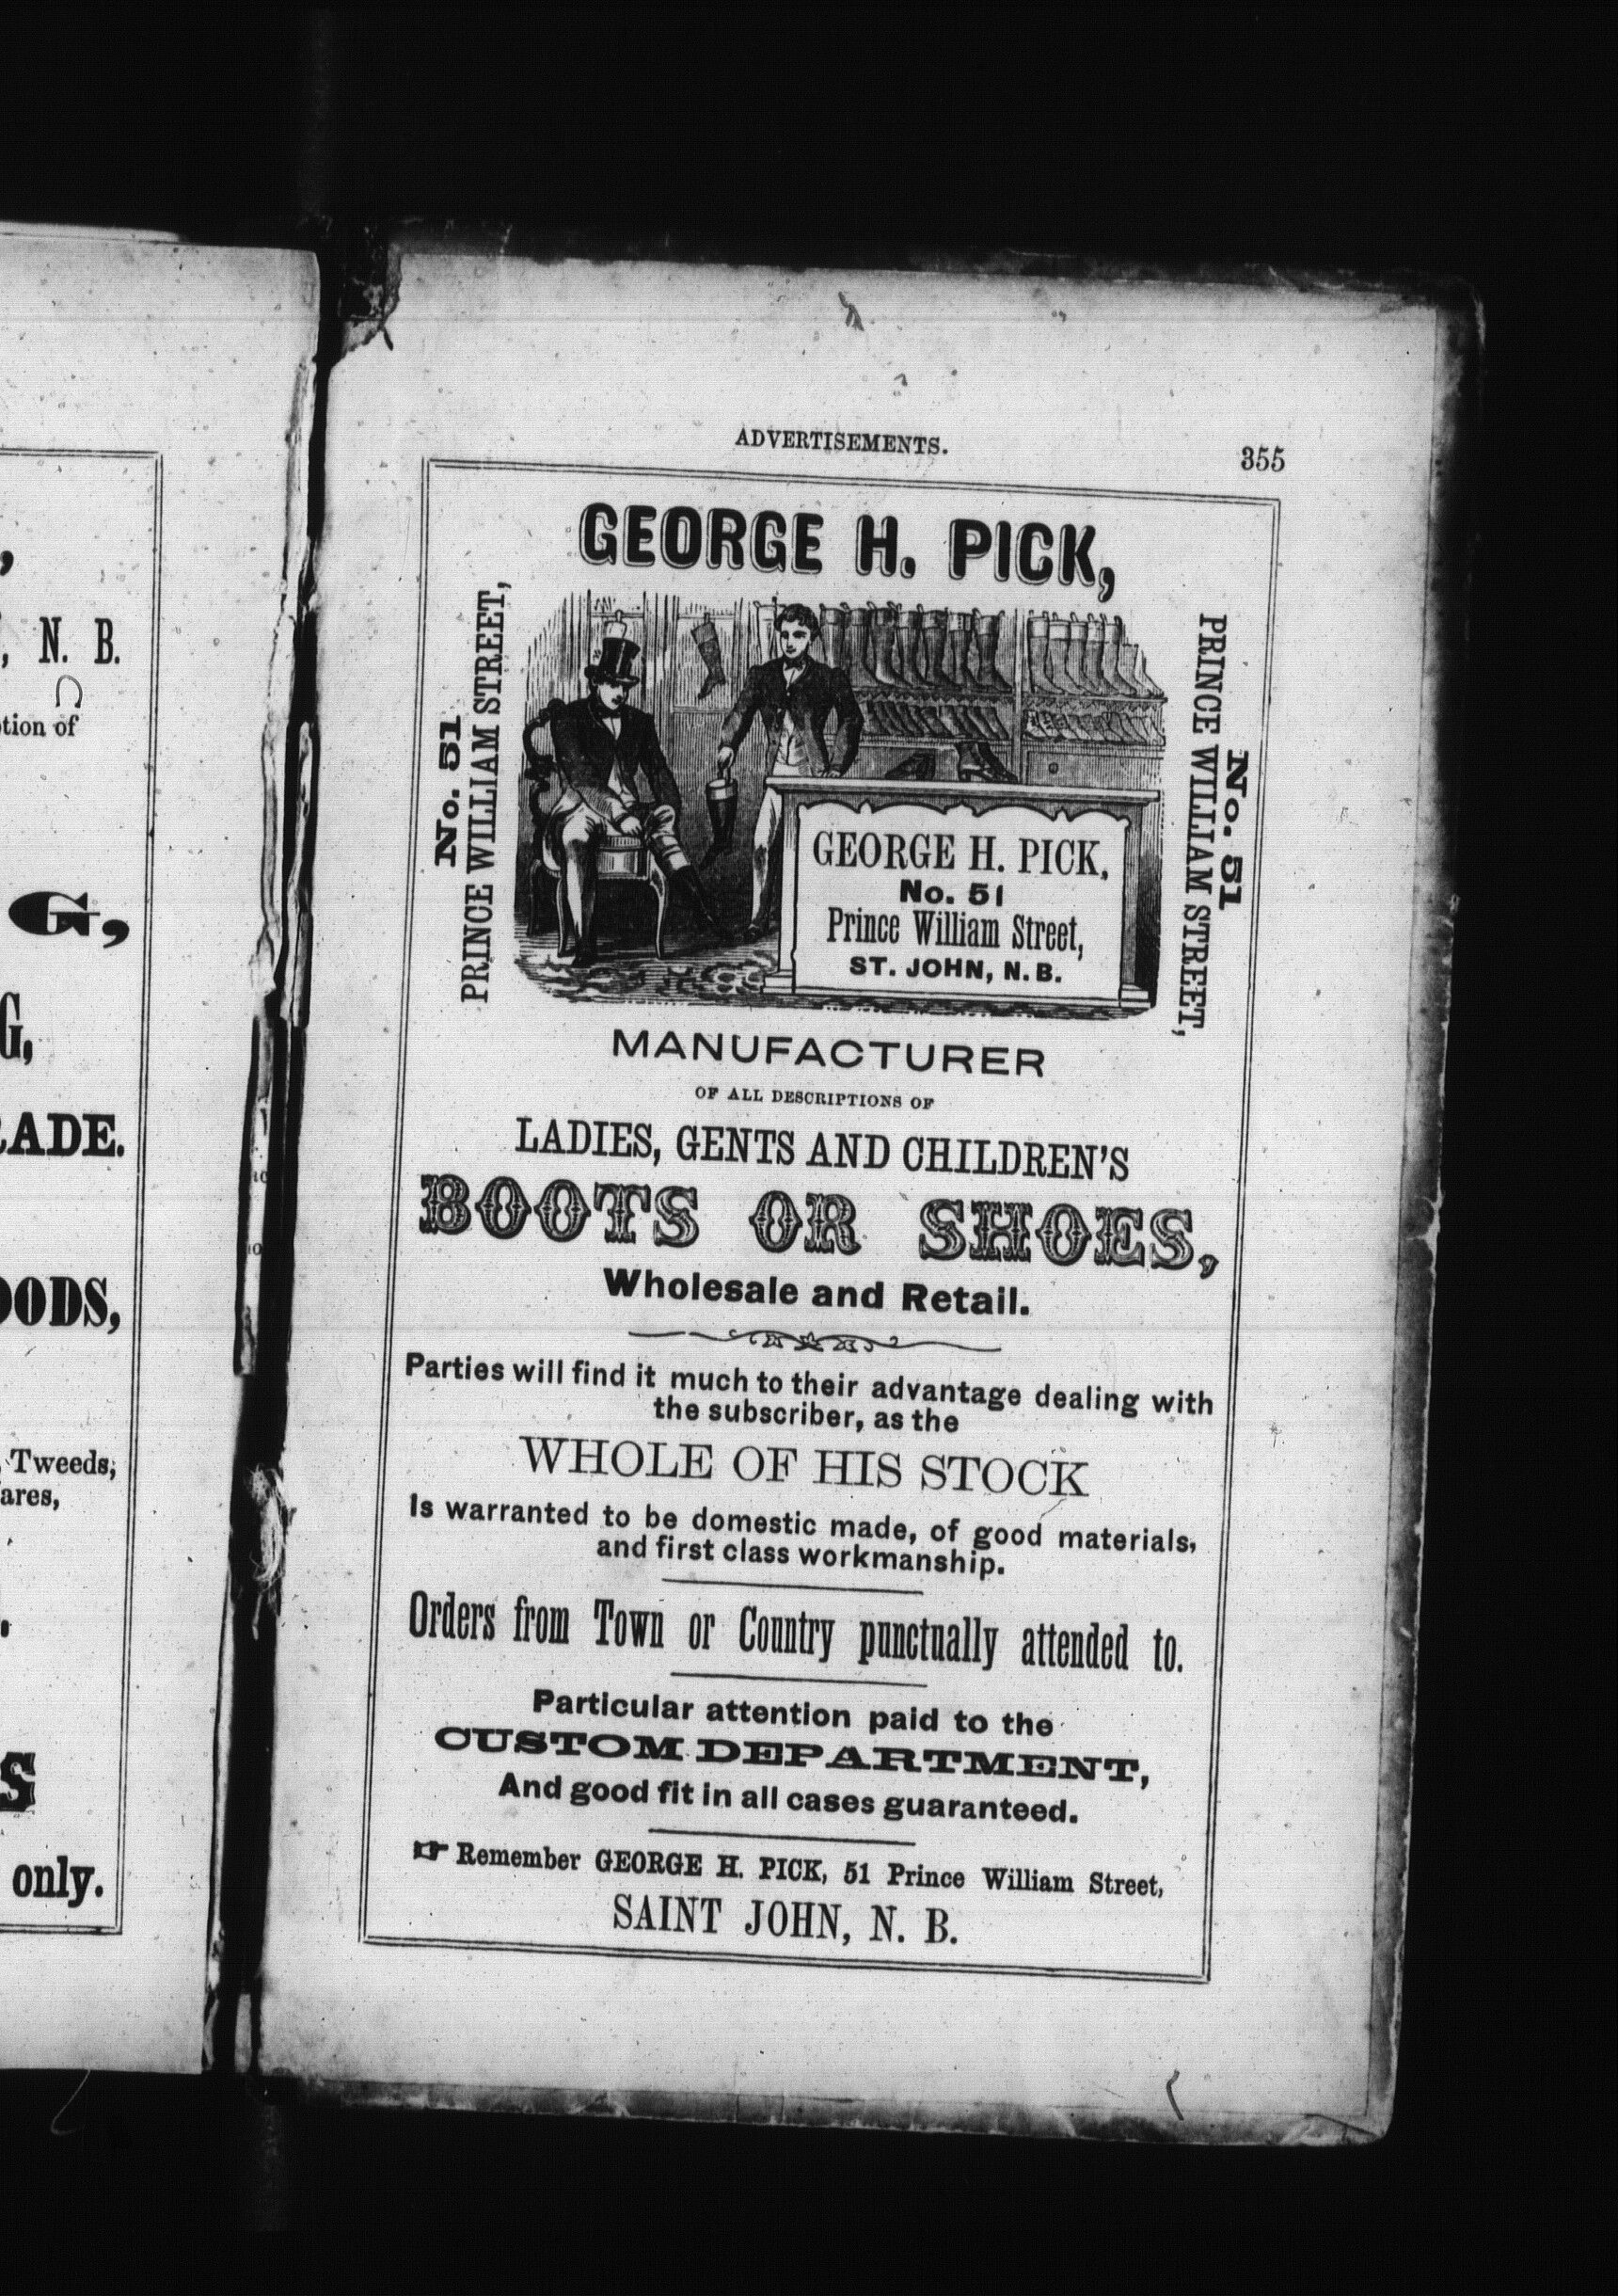 ,
, N. B.
tion of
G,
G,
ADE.
OODS,
Tweeds,
ares,
.
S
only.
ADVERTISEMENTS.
355
GEORGE H. PICK,
No. 51
PRINCE WILLIAM STREET,
GEORGE H. PICK,
No. 51
Prince William Street,
ST. JOHN, N. B.
No. 51
PRINCE WILLIAM STREET,
MANUFACTURER
OF ALL DESCRIPTIONS OF
LADIES, GENTS AND CHILDREN'S
BOOTS OR SHOES,
Wholesale and Retail.
Parties will find it much to their advantage dealing with
the subscriber, as the
WHOLE OF HIS STOCK
Is warranted to be domestic made, of good materials,
and first class workmanship.
Orders from Town or Country punctually attended to.
Particular attention paid to the
CUSTOM DEPARTMENT,
And good fit in all cases guaranteed.
☞ Remember GEORGE H. PICK, 51 Prince William Street,
SAINT JOHN, N. B.